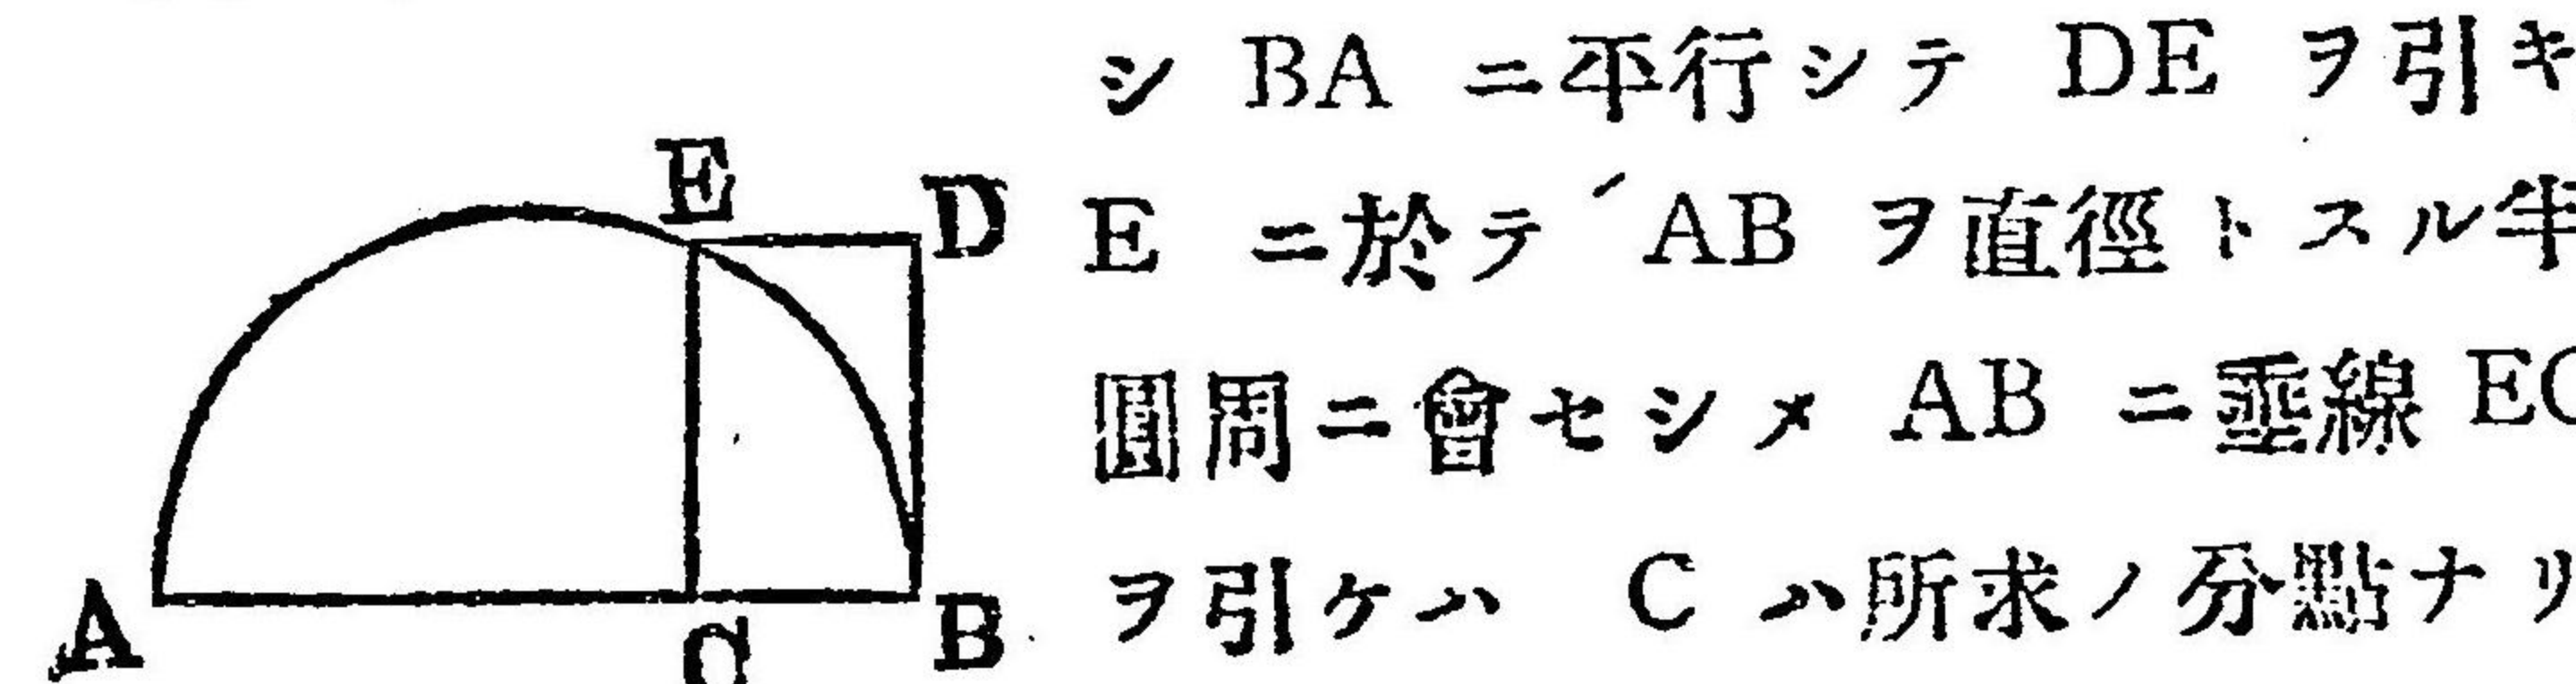 シ BA ニ平行シテ DE ヲ引キ
E ニ於テ AB ヲ直徑トスル半
圓周ニ會セシメ AB ニ垂線 EC
ヲ引ケハ C ハ所求ノ分點ナリ
E
D
A
C
B